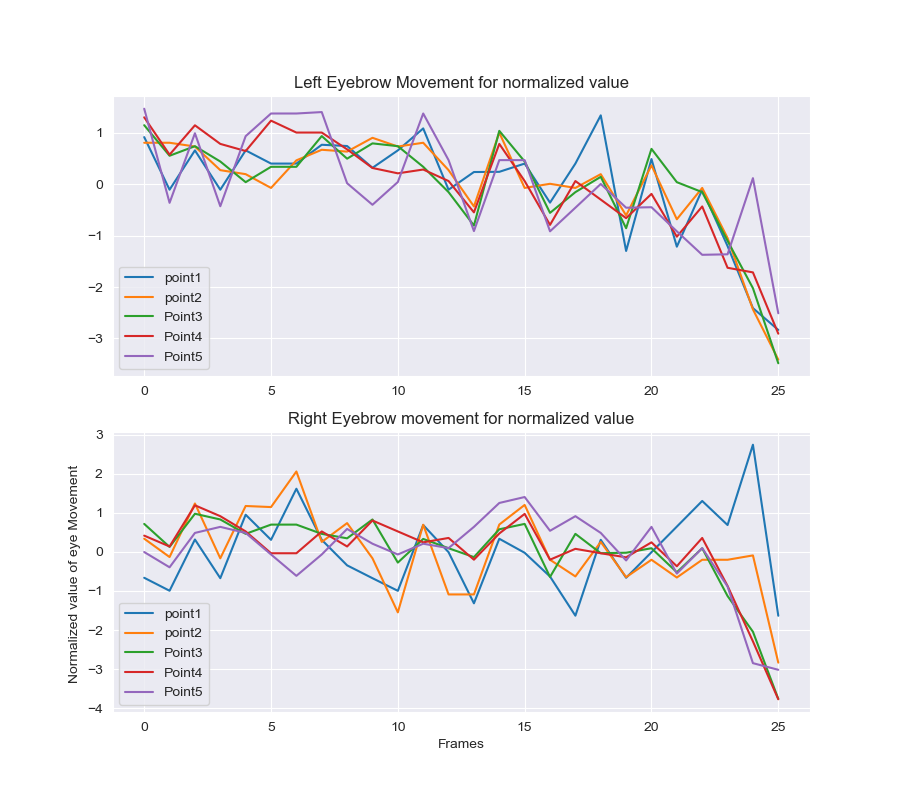 Left Eyebrow Movement for normalized value
1
0
−1
−2
−3
point1
point2
Point3
Point4
Point5
0 5 10 15 20 25
Right Eyebrow movement for normalized value
Normalized value of eye Movement
3
2
1
0
−1
−2
−3
−4
point1
point2
Point3
Point4
Point5
0 5 10 15 20 25
Frames